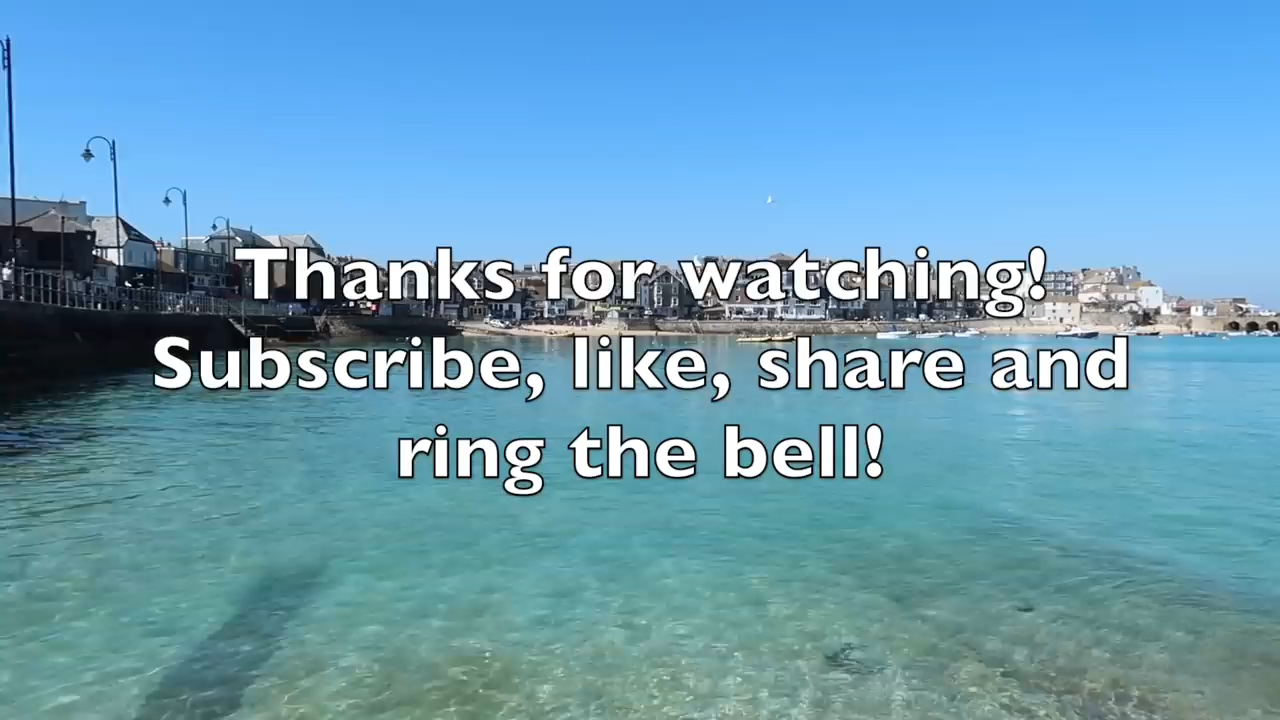 Thanks for watching!
Subscribe, like, share and
ring the bell!